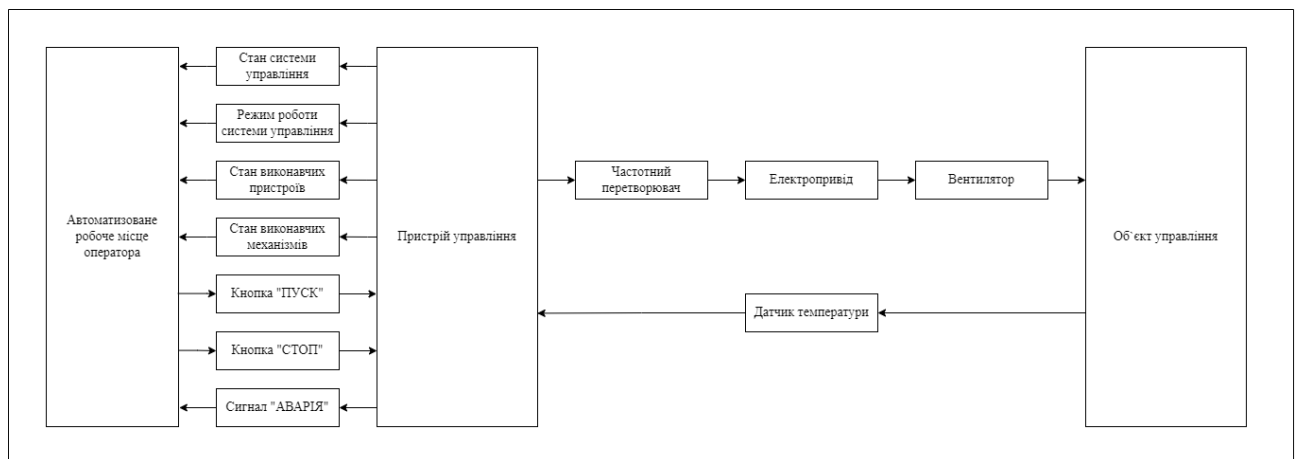 Автоматизоване
робоче місце
оператора
Стан системи
управління
Режим роботи
системи управління
Стан виконавчих
пристроїв
Стан виконавчих
механізмів
Кнопка "ПУСК"
Кнопка "СТОП"
Сигнал "АВАРІЯ"
Пристрій управління
Частотний
перетворювач
Електропривід
Вентилятор
Датчик температури
Об`єкт управління